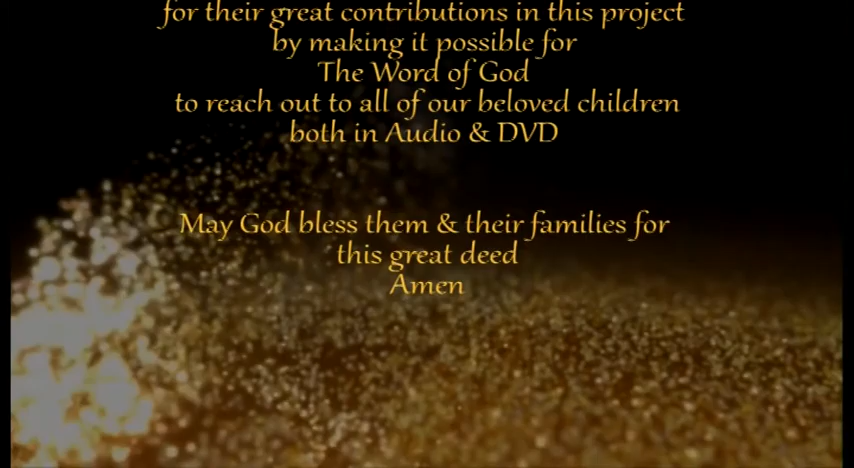 for their great contributions in this project
by making it possible for
The Word of God
to reach out to all of our beloved children
both in Audio & DVD
May God bless them & their families for
this great deed
Amen